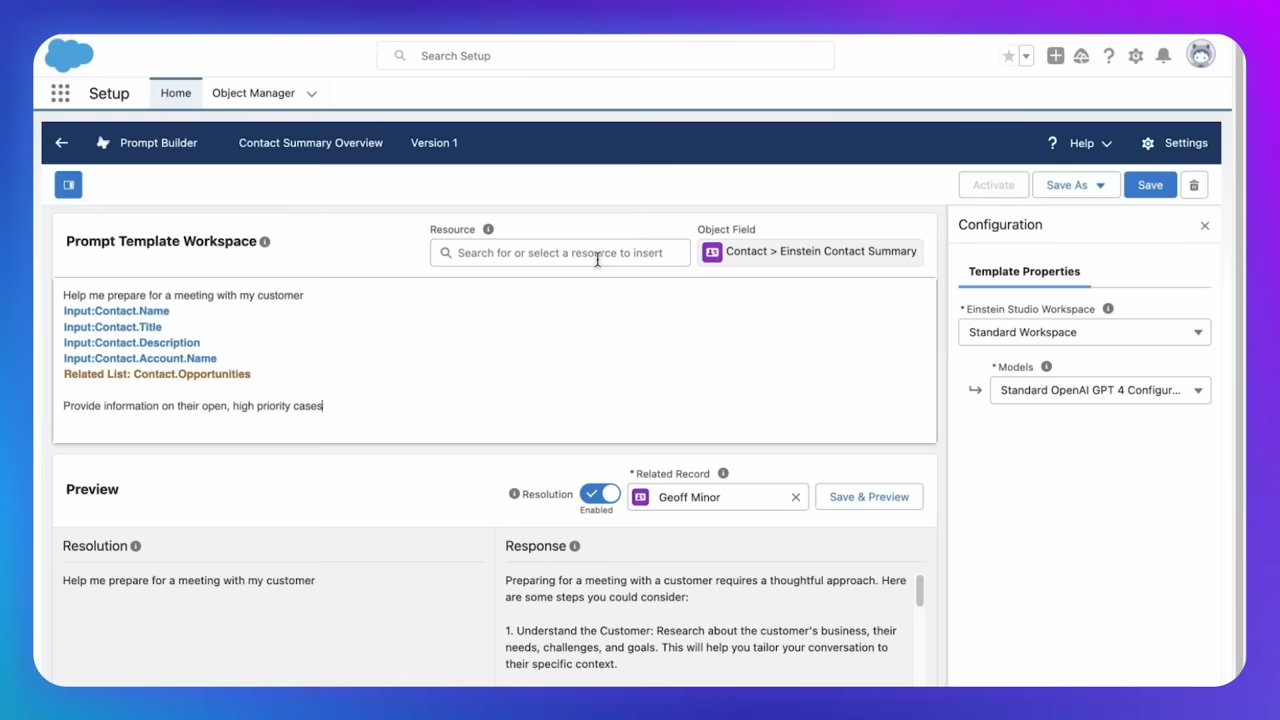 Search Setup
Setup
Home
Object Manager
Prompt Builder
Contact Summary Overview
Version 1
? Help
Settings
Activate
Save As
Save
Prompt Template Workspace
Resource
Search for or select a resource to insert
Object Field
Contact > Einstein Contact Summary
Help me prepare for a meeting with my customer
Input:Contact.Name
Input:Contact.Title
Input:Contact.Description
Input:Contact.Account.Name
Related List: Contact.Opportunities
Provide information on their open, high priority cases
Configuration
Template Properties
* Einstein Studio Workspace
Standard Workspace
* Models
Standard OpenAI GPT 4 Configur...
Preview
Resolution
Enabled
* Related Record
Geoff Minor
Save & Preview
Resolution
Help me prepare for a meeting with my customer
Response
Preparing for a meeting with a customer requires a thoughtful approach. Here
are some steps you could consider:
1. Understand the Customer: Research about the customer's business, their
needs, challenges, and goals. This will help you tailor your conversation to
their specific context.